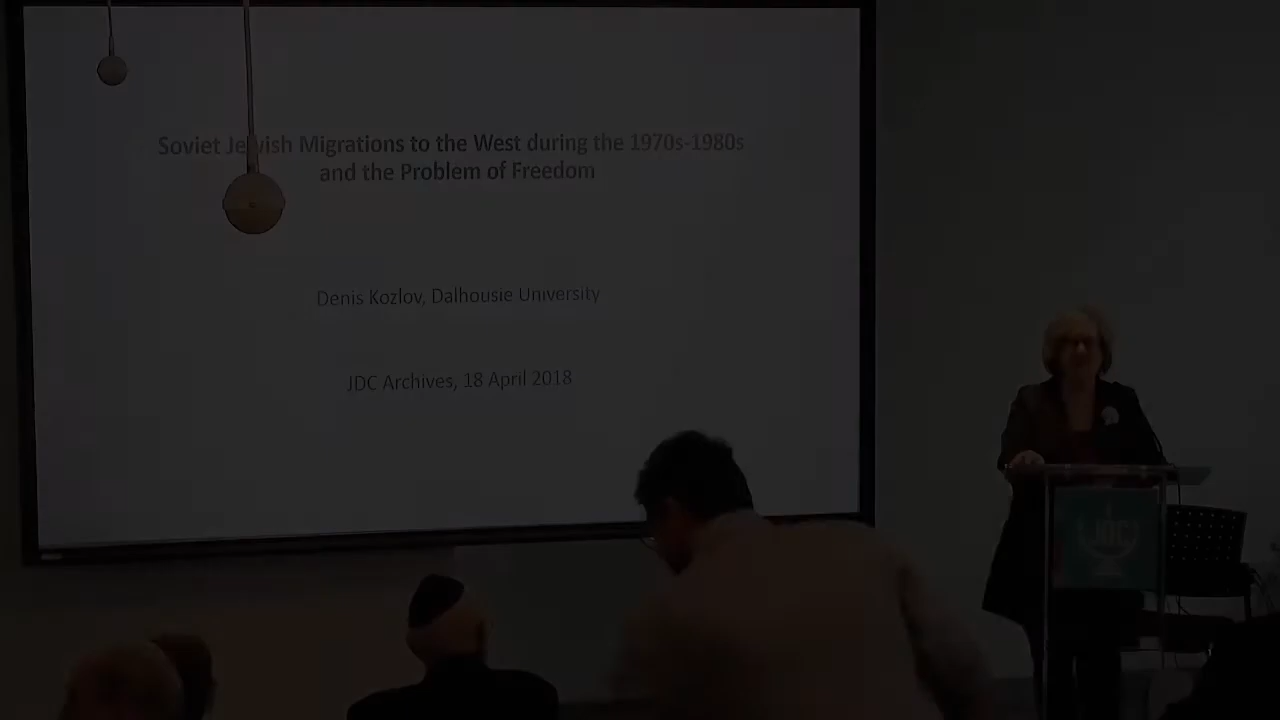 Soviet Jewish Migrations to the West during the 1970s-1980s
and the Problem of Freedom
Denis Kozlov, Dalhousie University
JDC Archives, 18 April 2018
JDC